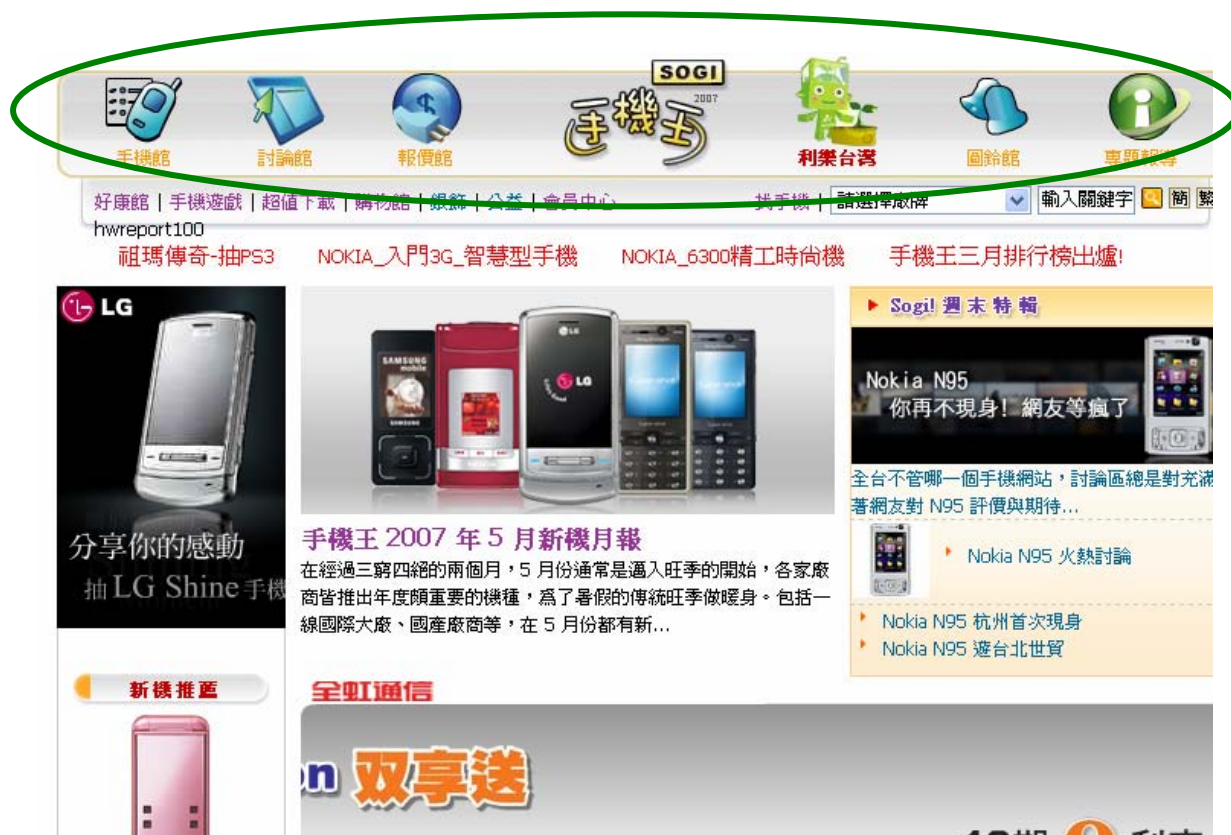 SOGI
2007
手機王
手機館
討論館
報價館
利樂台灣
圖鈴館
專題報導
好康館 | 手機遊戲 | 超值下載 | 購物館 | 銀飾 | 公益 | 會員中心
找手機 | 請選擇廠牌 輸入關鍵字 簡 繁
hwreport100
祖瑪傳奇-抽PS3
NOKIA_入門3G_智慧型手機
NOKIA_6300精工時尚機
手機王三月排行榜出爐!
LG
分享你的感動
抽 LG Shine 手機
SAMSUNG
mobile
LG
LG
手機王 2007 年 5 月新機月報
在經過三窮四絕的兩個月，5 月份通常是邁入旺季的開始，各家廠
商皆推出年度頗重要的機種，為了暑假的傳統旺季做暖身。包括一
線國際大廠、國產廠商等，在 5 月份都有新...
Sogi! 週末特輯
Nokia N95
你再不現身! 網友等瘋了
全台不管哪一個手機網站，討論區總是對充滿
著網友對 N95 評價與期待...
Nokia N95 火熱討論
Nokia N95 杭州首次現身
Nokia N95 遊台北世貿
新機推薦
全虹通信
on 双享送